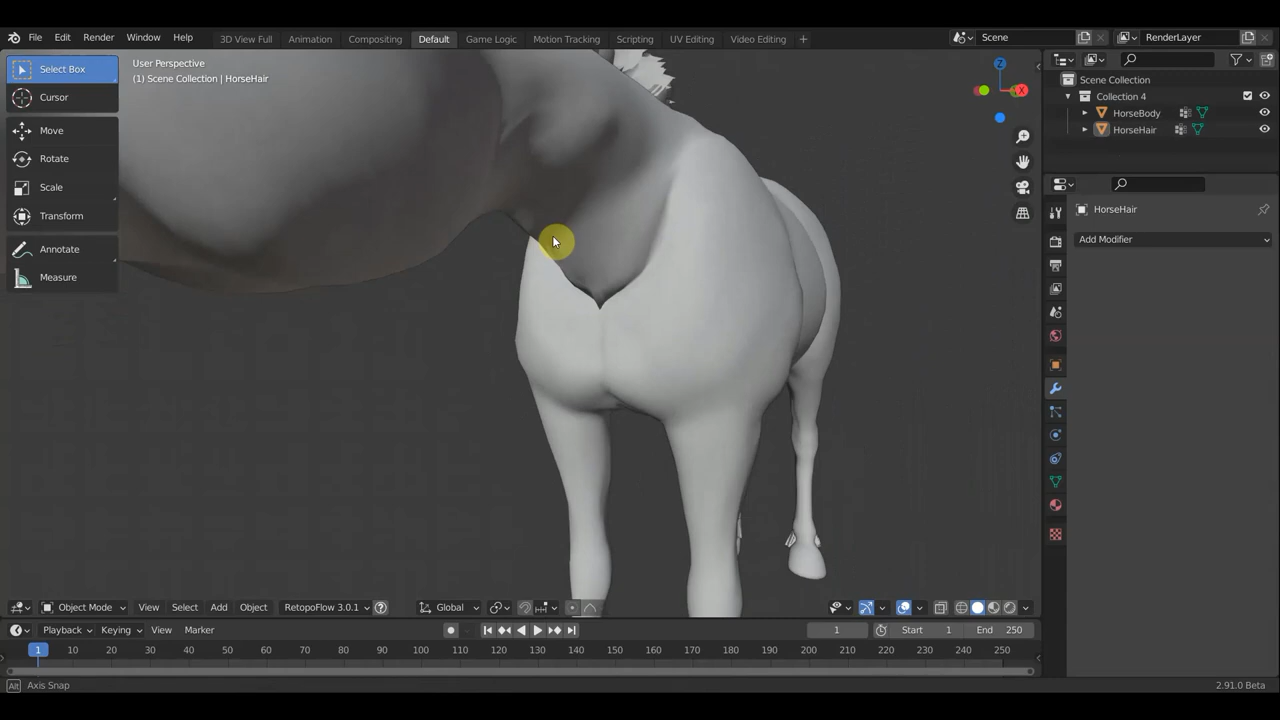 File Edit Render Window Help 3D View Full Animation Compositing Default Game Logic Motion Tracking Scripting UV Editing Video Editing + Scene RenderLayer
Select Box
Cursor
Move
Rotate
Scale
Transform
Annotate
Measure
User Perspective
(1) Scene Collection | HorseHair
Z
X
Scene Collection
Collection 4
HorseBody
HorseHair
HorseHair
Add Modifier
Object Mode View Select Add Object RetopoFlow 3.0.1 ? Global
Playback Keying View Marker 1 Start 1 End 250
1 10 20 30 40 50 60 70 80 90 100 110 120 130 140 150 160 170 180 190 200 210 220 230 240 250
Alt Axis Snap 2.91.0 Beta